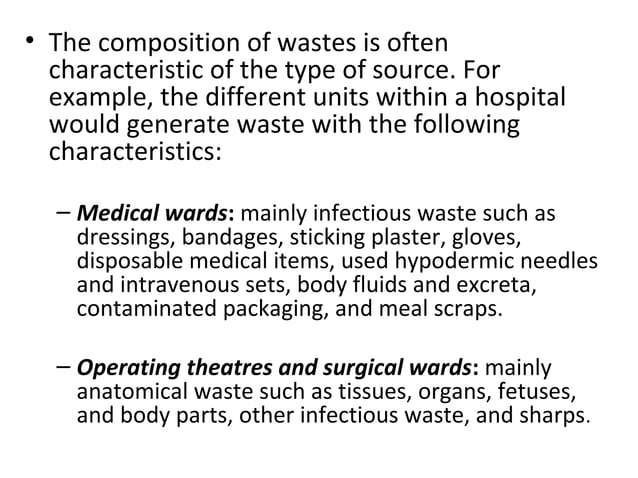 • The composition of wastes is often
characteristic of the type of source. For
example, the different units within a hospital
would generate waste with the following
characteristics:
– Medical wards: mainly infectious waste such as
dressings, bandages, sticking plaster, gloves,
disposable medical items, used hypodermic needles
and intravenous sets, body fluids and excreta,
contaminated packaging, and meal scraps.
– Operating theatres and surgical wards: mainly
anatomical waste such as tissues, organs, fetuses,
and body parts, other infectious waste, and sharps.